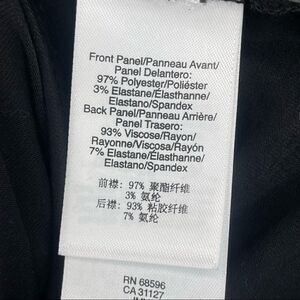 Front Panel/Panneau Avant/
Panel Delantero:
97% Polyester/Poliéster
3% Elastane/Élasthanne/
Elastano/Spandex
Back Panel/Panneau Arrière/
Panel Trasero:
93% Viscose/Rayon/
Rayonne/Viscosa/Rayón
7% Elastane/Élasthanne/
Elastano/Spandex
前襟: 97% 聚酯纤维
3% 氨纶
后襟: 93% 粘胶纤维
7% 氨纶
RN 68596
CA 31127